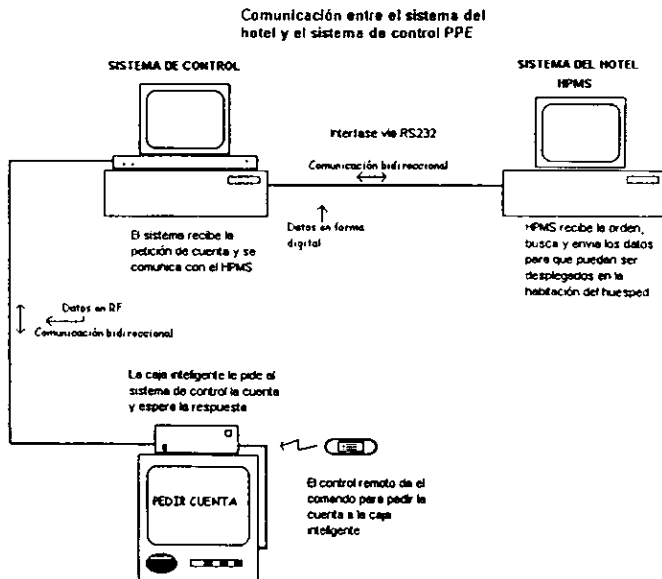 Comunicación entre el sistema del
hotel y el sistema de control PPE
SISTEMA DE CONTROL
SISTEMA DEL HOTEL
HPMS
Interfase via RS232
Comunicación bidireccional
Datos en forma
digital
El sistema recibe la
petición de cuenta y se
comunica con el HPMS
HPMS recibe la orden,
busca y envia los datos
para que puedan ser
desplegados en la
habitación del huesped
Datos en RF
Comunicación bidireccional
La caja inteligente le pide al
sistema de control la cuenta
y espera la respuesta
PEDIR CUENTA
El control remoto da el
comando para pedir la
cuenta a la caja
inteligente